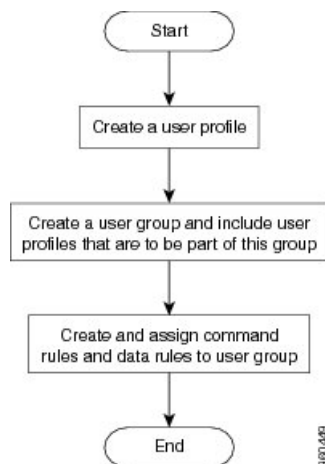 Start
Create a user profile
Create a user group and include user
profiles that are to be part of this group
Create and assign command
rules and data rules to user group
End